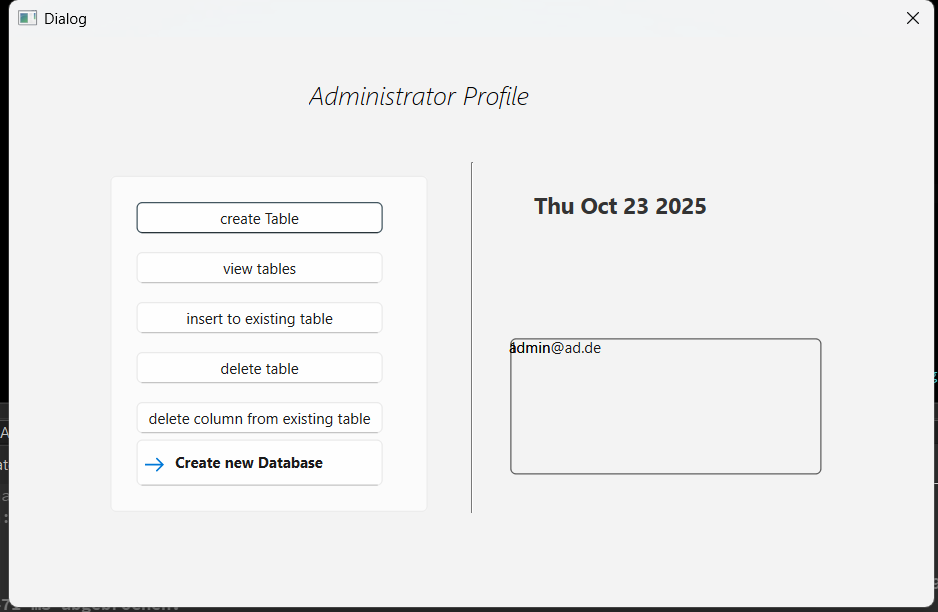 Dialog
Administrator Profile
create Table
view tables
insert to existing table
delete table
delete column from existing table
Create new Database
Thu Oct 23 2025
admin@ad.de